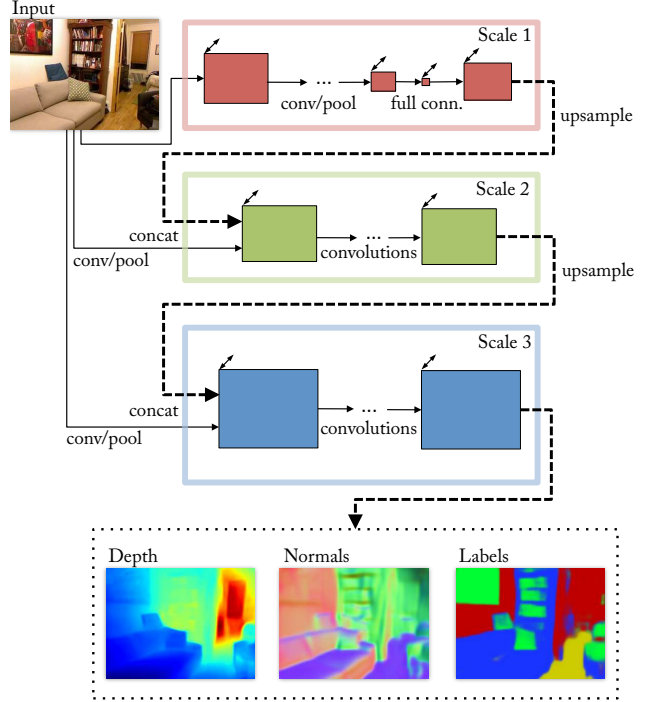 Input
Scale 1
...
conv/pool
full conn.
upsample
Scale 2
concat
...
conv/pool
convolutions
upsample
Scale 3
concat
...
conv/pool
convolutions
Depth
Normals
Labels